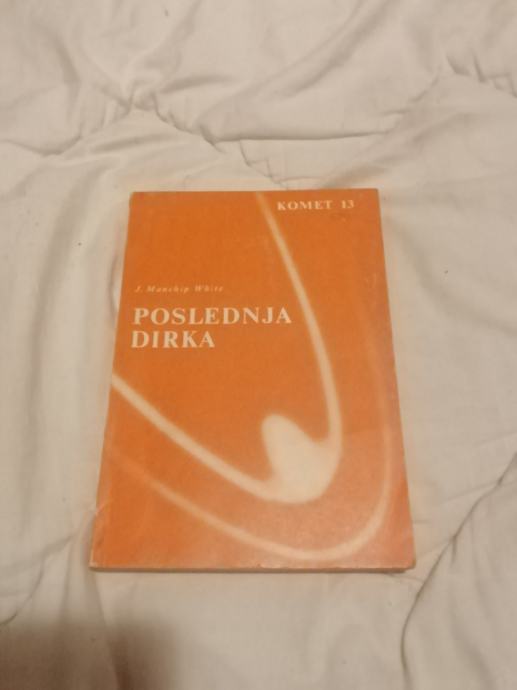 KOMET 13
J. Manchip White
POSLEDNJA
DIRKA